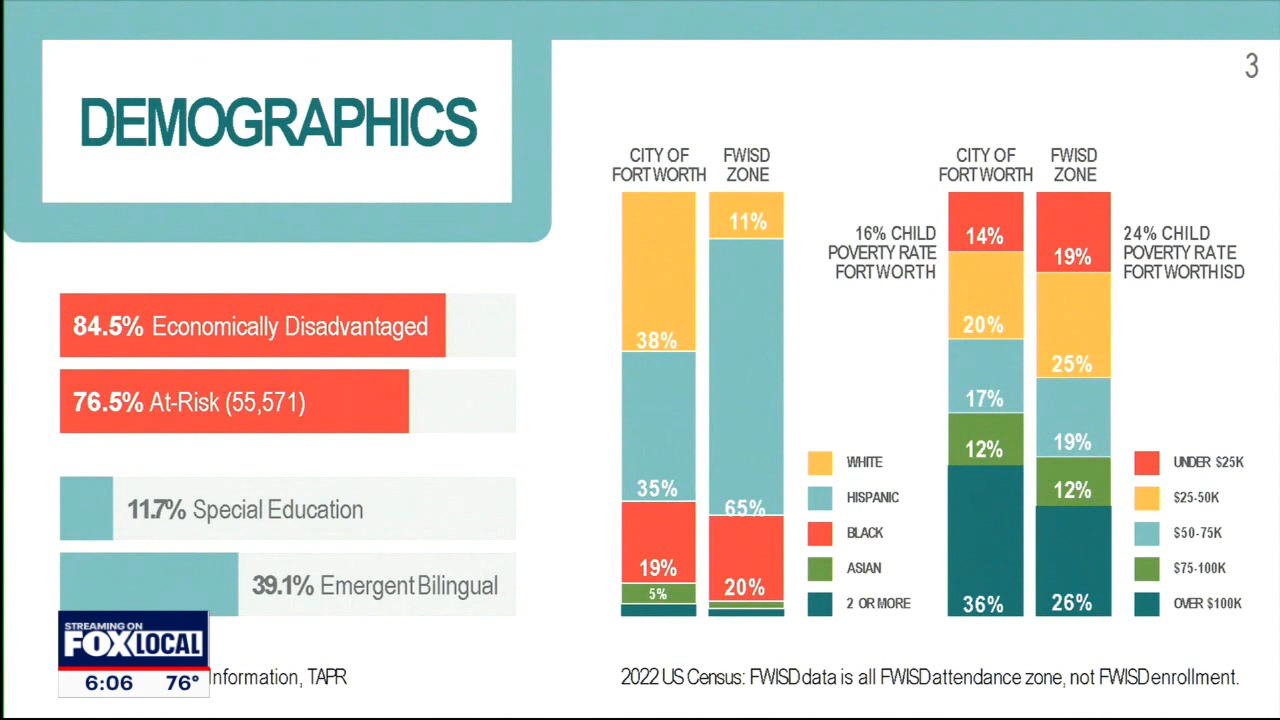 3
DEMOGRAPHICS
84.5% Economically Disadvantaged
76.5% At-Risk (55,571)
11.7% Special Education
39.1% Emergent Bilingual
CITY OF
FORT WORTH
FWISD
ZONE
38%
35%
19%
5%
11%
65%
20%
WHITE
HISPANIC
BLACK
ASIAN
2 OR MORE
16% CHILD
POVERTY RATE
FORT WORTH
CITY OF
FORT WORTH
FWISD
ZONE
14%
20%
17%
12%
36%
19%
25%
19%
12%
26%
24% CHILD
POVERTY RATE
FORT WORTH ISD
UNDER $25K
$25-50K
$50-75K
$75-100K
OVER $100K
STREAMING ON
FOX LOCAL
6:06 76°
Information, TAPR
2022 US Census: FWISD data is all FWISD attendance zone, not FWISD enrollment.